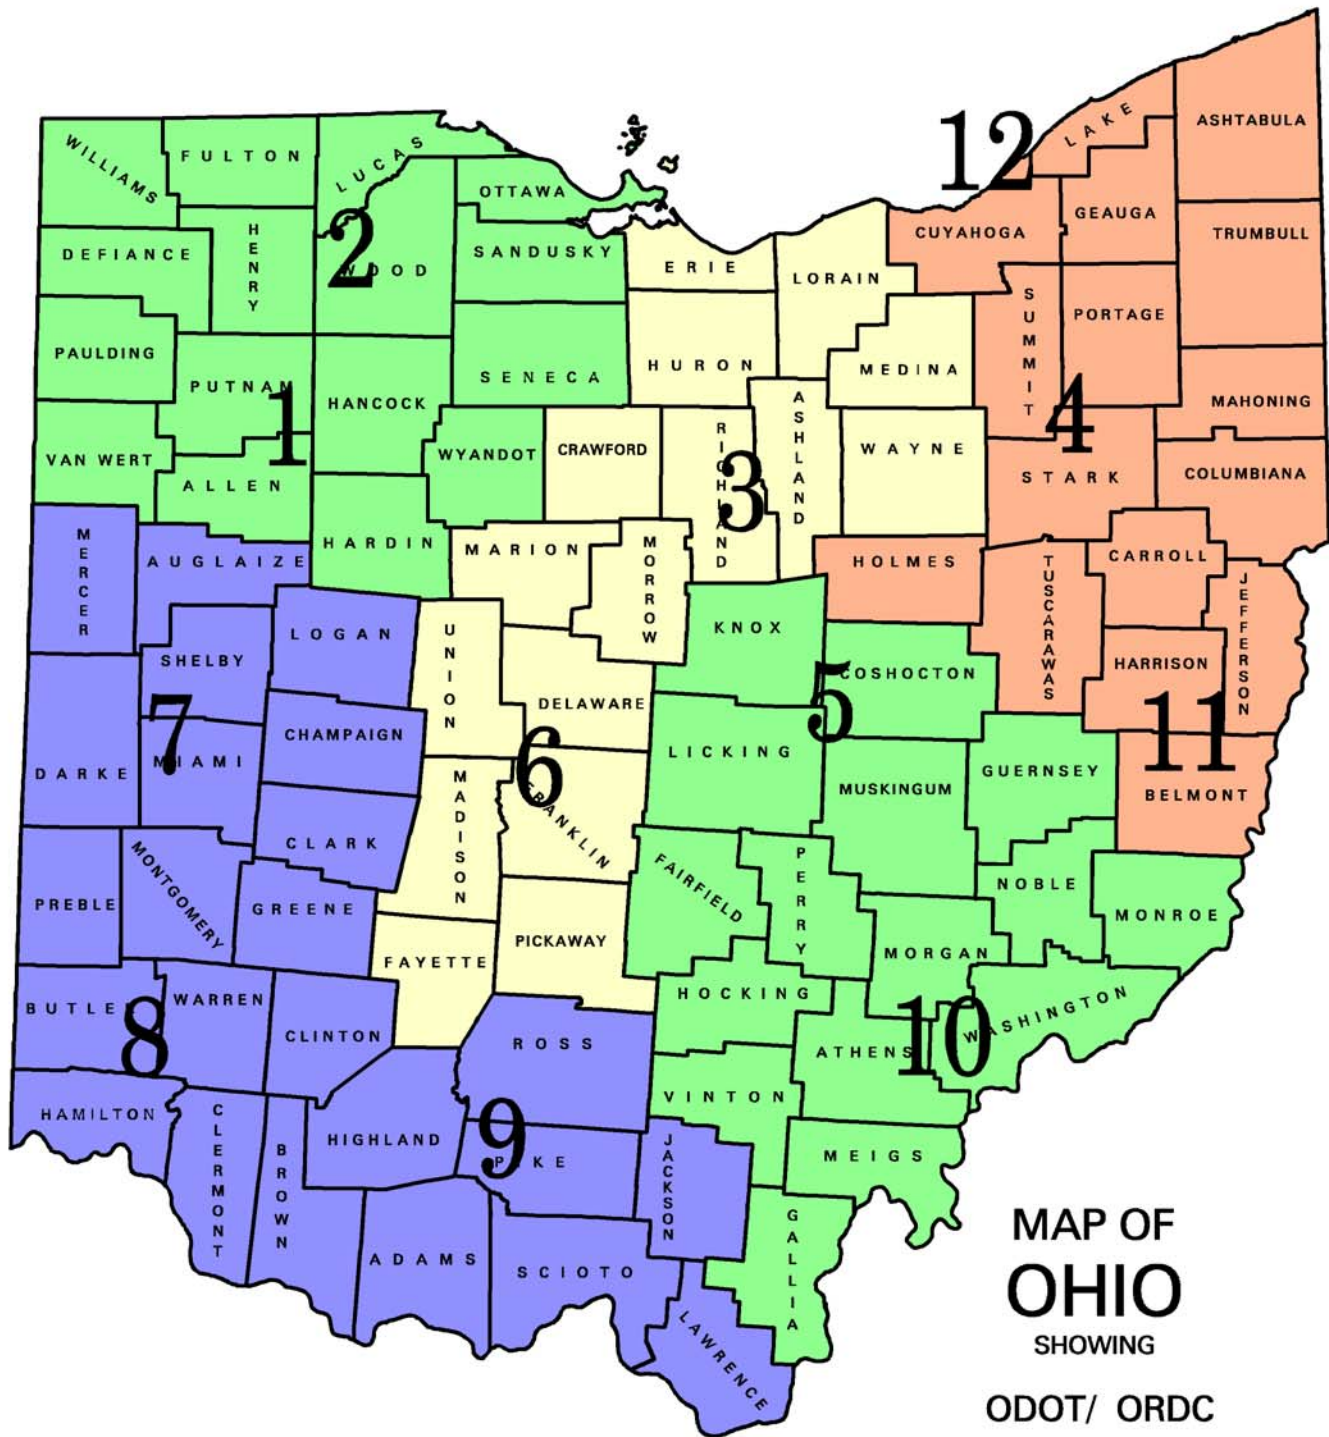 12
LAKE
ASHTABULA
WILLIAMS
FULTON
LUCAS
OTTAWA
GEAUGA
CUYAHOGA
TRUMBULL
DEFIANCE
HENRY
2
WOOD
SANDUSKY
ERIE
LORAIN
SUMMIT
PORTAGE
PAULDING
PUTNAM
1
HANCOCK
SENECA
HURON
ASHLAND
MEDINA
4
MAHONING
VAN WERT
ALLEN
WYANDOT
CRAWFORD
RICHLAND
3
WAYNE
STARK
COLUMBIANA
MERCER
AUGLAIZE
HARDIN
MARION
MORROW
HOLMES
TUSCARAWAS
CARROLL
JEFFERSON
LOGAN
UNION
KNOX
SHELBY
7
DELAWARE
5
COSHOCTON
HARRISON
11
CHAMPAIGN
6
LICKING
DARKE
MIAMI
MADISON
FRANKLIN
MUSKINGUM
GUERNSEY
BELMONT
CLARK
PREBLE
MONTGOMERY
GREENE
FAIRFIELD
PERRY
NOBLE
MONROE
FAYETTE
PICKAWAY
MORGAN
BUTLER
8
WARREN
CLINTON
ROSS
HOCKING
ATHENS
10
WASHINGTON
HAMILTON
CLERMONT
BROWN
HIGHLAND
9
PIKE
JACKSON
VINTON
MEIGS
ADAMS
SCIOTO
LAWRENCE
GALLIA
MAP OF
OHIO
SHOWING
ODOT/ ORDC